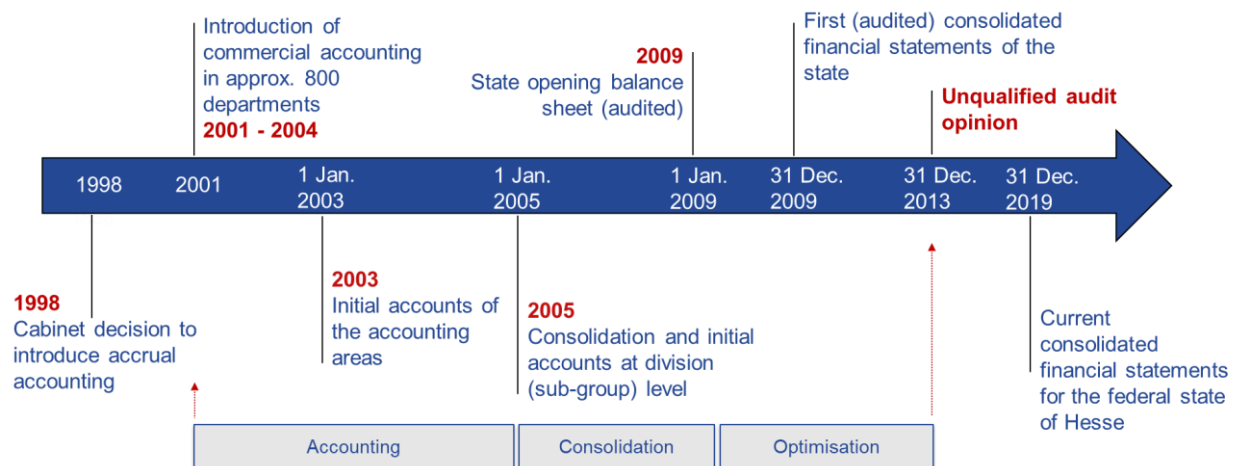 Introduction of
commercial accounting
in approx. 800
departments
2001 - 2004
2009
State opening balance
sheet (audited)
First (audited) consolidated
financial statements of the
state
Unqualified audit
opinion
1998
2001
1 Jan.
2003
1 Jan.
2005
1 Jan.
2009
31 Dec.
2009
31 Dec.
2013
31 Dec.
2019
1998
Cabinet decision to
introduce accrual
accounting
2003
Initial accounts of
the accounting
areas
2005
Consolidation and initial
accounts at division
(sub-group) level
Current
consolidated
financial statements
for the federal state
of Hesse
Accounting
Consolidation
Optimisation